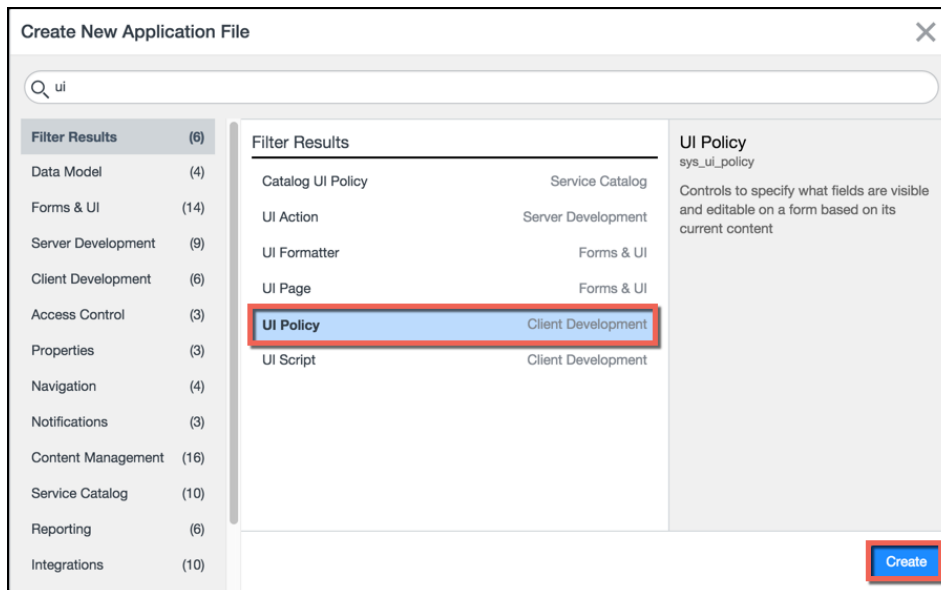 Create New Application File
ui
Filter Results (6)
Data Model (4)
Forms & UI (14)
Server Development (9)
Client Development (6)
Access Control (3)
Properties (3)
Navigation (4)
Notifications (3)
Content Management (16)
Service Catalog (10)
Reporting (6)
Integrations (10)
Filter Results
Catalog UI Policy Service Catalog
UI Action Server Development
UI Formatter Forms & UI
UI Page Forms & UI
UI Policy Client Development
UI Script Client Development
UI Policy
sys_ui_policy
Controls to specify what fields are visible
and editable on a form based on its
current content
Create